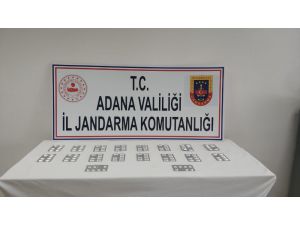 T.C.
ADANA VALİLİĞİ
İL JANDARMA KOMUTANLIĞI